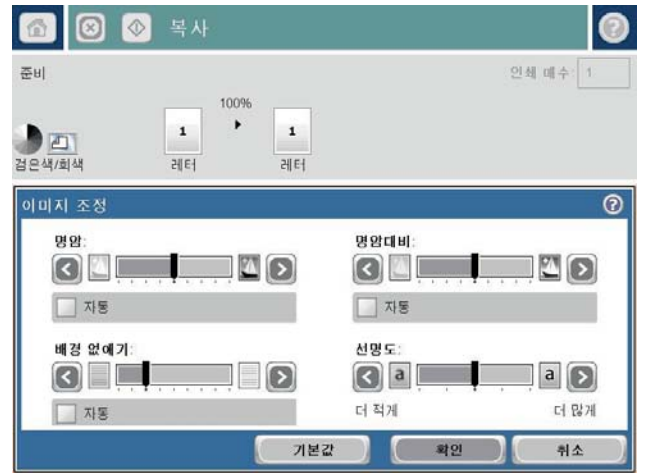 복사
준비
인쇄 매수: 1
100%
1 1
검은색/회색
레터 레터
이미지 조정
명암: 명암대비:
자동 자동
배경 없애기: 선명도:
a a
자동 더 적게 더 많게
기본값 확인 취소